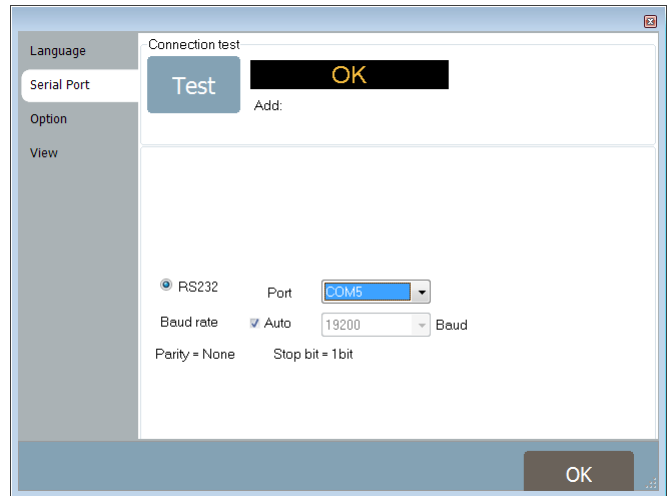 Language
Serial Port
Option
View
Connection test
Test
OK
Add:
RS232
Port
COM5
Baud rate
Auto
19200
Baud
Parity = None
Stop bit = 1bit
OK